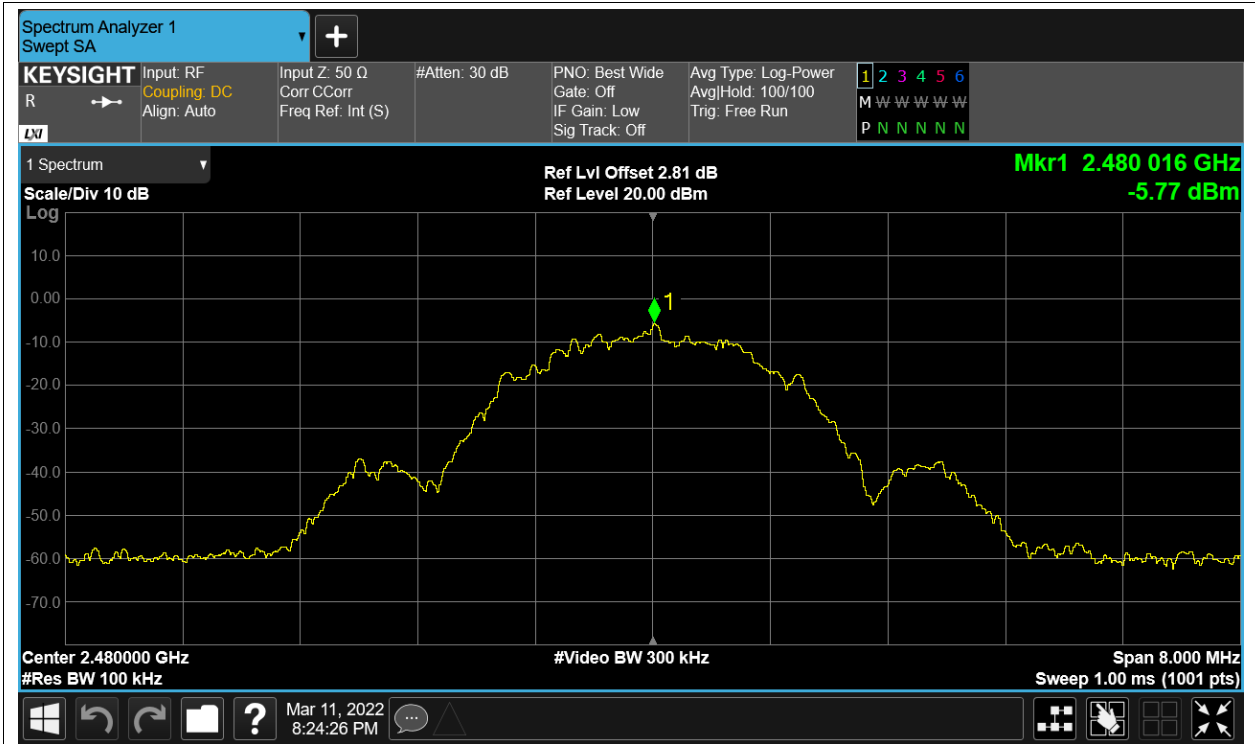 Spectrum Analyzer 1
Swept SA
KEYSIGHT
R
LXI
Input: RF
Coupling: DC
Align: Auto
Input Z: 50 Ω
Corr CCorr
Freq Ref: Int (S)
#Atten: 30 dB
PNO: Best Wide
Gate: Off
IF Gain: Low
Sig Track: Off
Avg Type: Log-Power
Avg|Hold: 100/100
Trig: Free Run
1 2 3 4 5 6
M W W W W W
P N N N N N
1 Spectrum
Scale/Div 10 dB
Ref Lvl Offset 2.81 dB
Ref Level 20.00 dBm
Mkr1 2.480 016 GHz
-5.77 dBm
Log
10.0
0.00
-10.0
-20.0
-30.0
-40.0
-50.0
-60.0
-70.0
1
Center 2.480000 GHz
#Res BW 100 kHz
#Video BW 300 kHz
Span 8.000 MHz
Sweep 1.00 ms (1001 pts)
?
Mar 11, 2022
8:24:26 PM